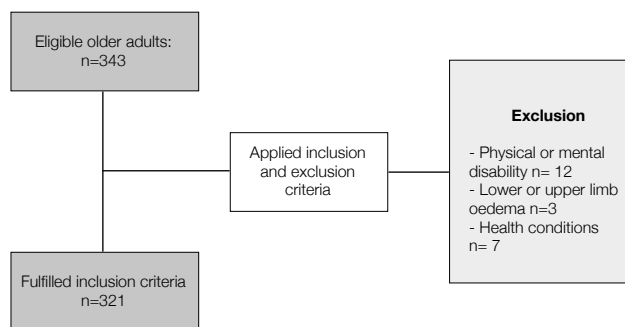 Eligible older adults:
n=343
Applied inclusion
and exclusion
criteria
Exclusion
- Physical or mental
disability n= 12
- Lower or upper limb
oedema n=3
- Health conditions
n= 7
Fulfilled inclusion criteria
n=321